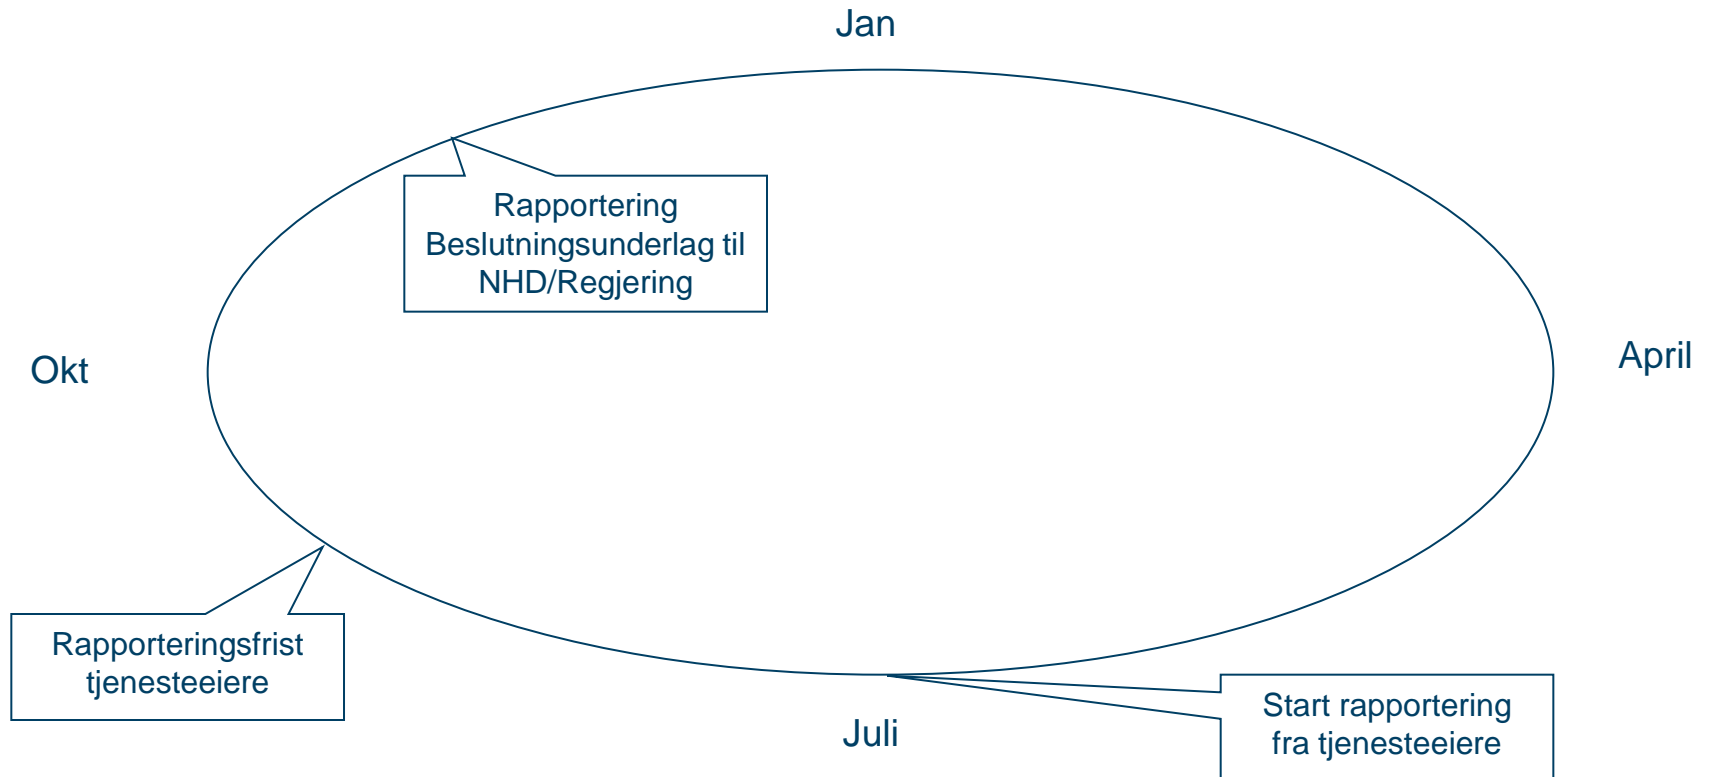 Jan
Rapportering
Beslutningsunderlag til
NHD/Regjering
Okt
April
Rapporteringsfrist
tjenesteeiere
Juli
Start rapportering
fra tjenesteeiere